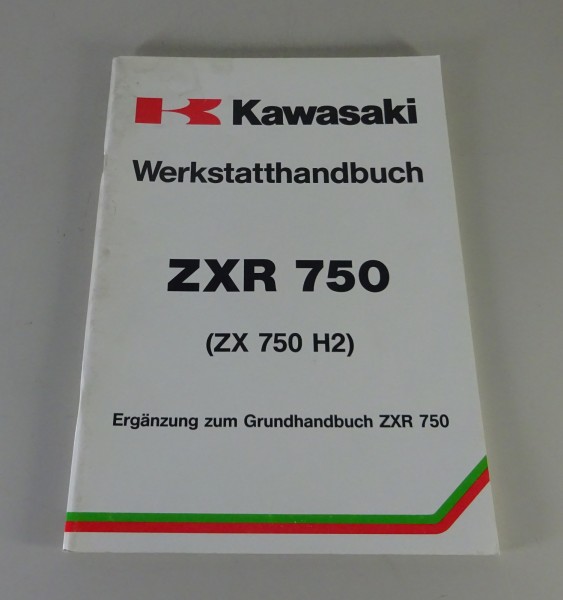 Kawasaki
Werkstatthandbuch
ZXR 750
(ZX 750 H2)
Ergänzung zum Grundhandbuch ZXR 750